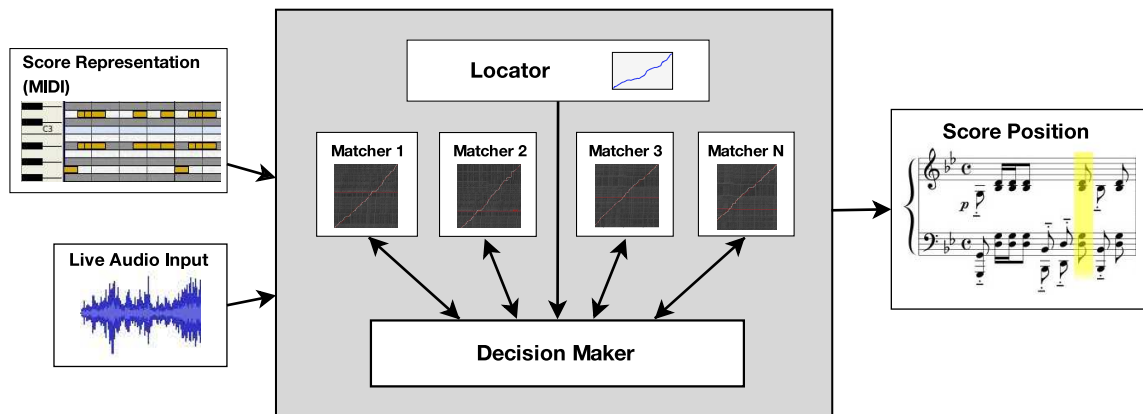 Score Representation
(MIDI)
C3
Live Audio Input
Locator
Matcher 1
Matcher 2
Matcher 3
Matcher N
Decision Maker
Score Position
p